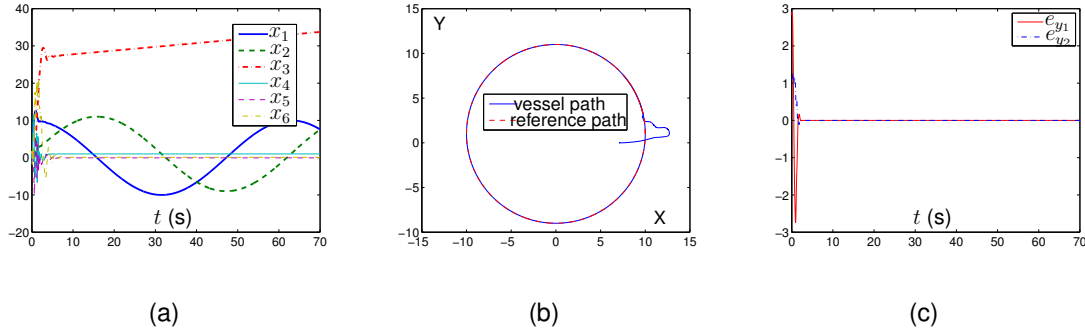 40
30
20
10
0
−10
−20
0 10 20 30 40 50 60 70
t (s)
x1
x2
x3
x4
x5
x6
(a)
15
10
5
0
−5
−10
−15 −10 −5 0 5 10 15
Y
X
vessel path
reference path
(b)
3
2
1
0
−1
−2
−3
0 10 20 30 40 50 60 70
t (s)
ey1
ey2
(c)